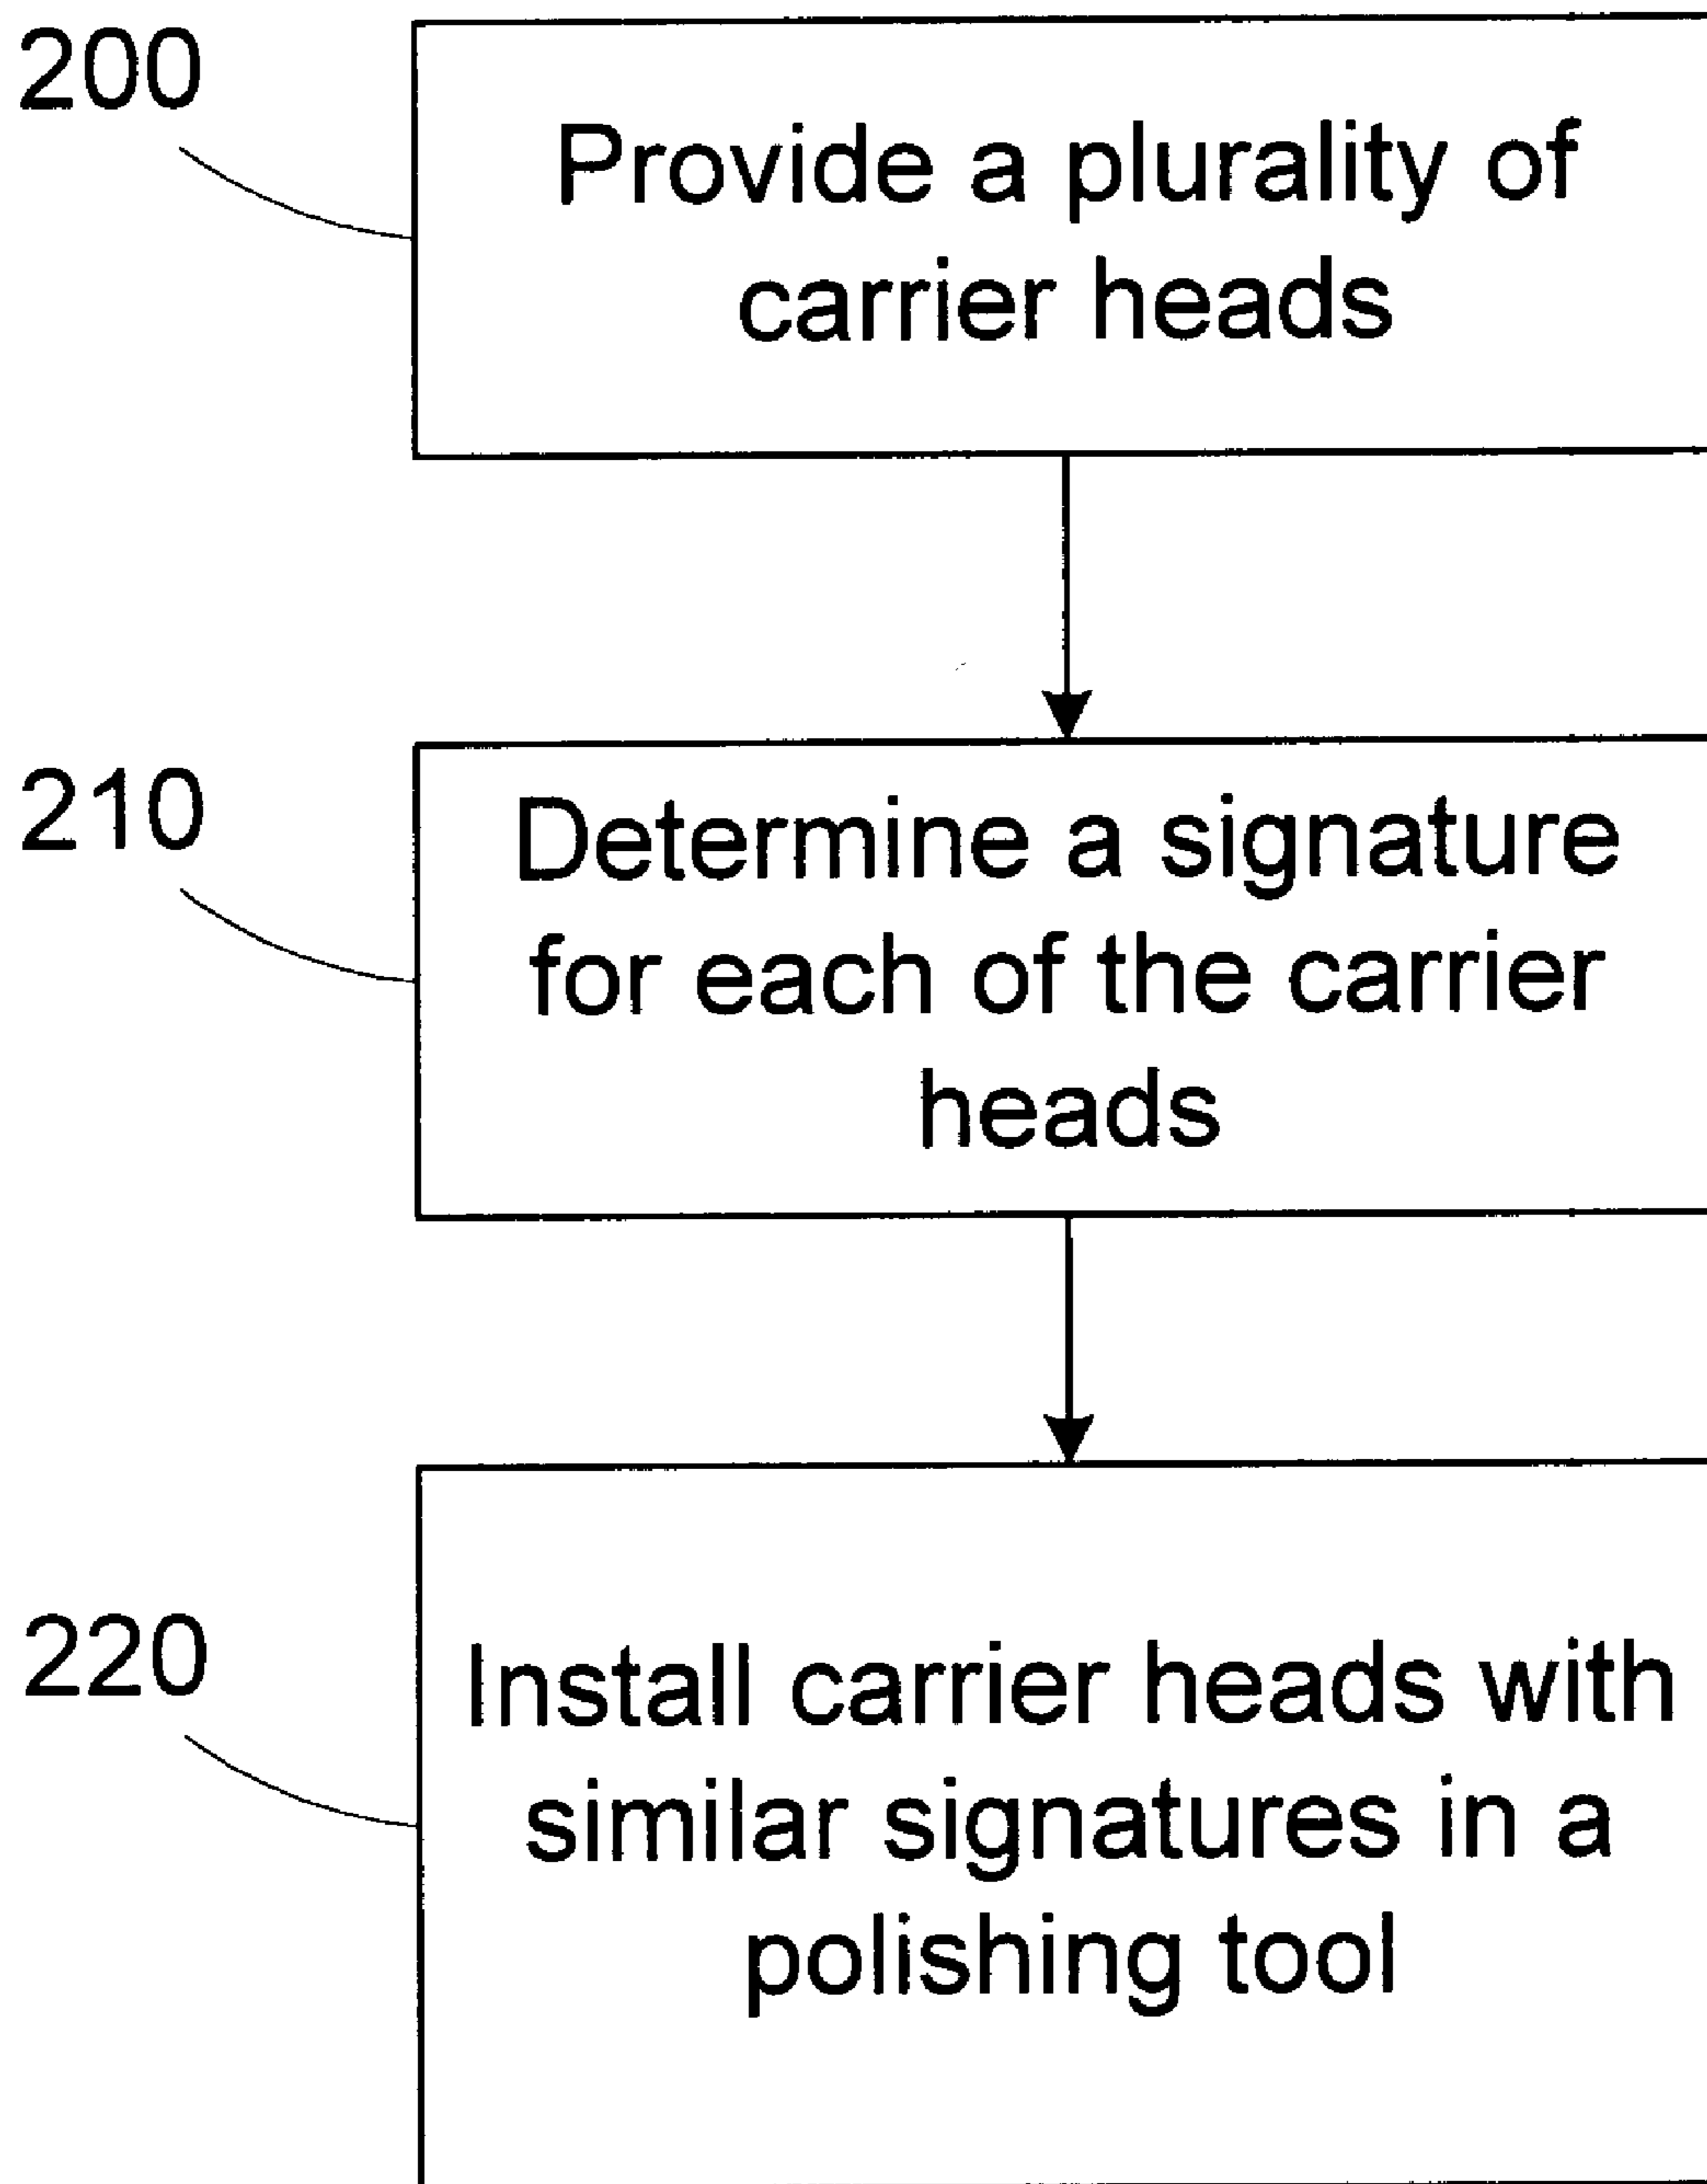 200
Provide a plurality of
carrier heads
210
Determine a signature
for each of the carrier
heads
220
Install carrier heads with
similar signatures in a
polishing tool